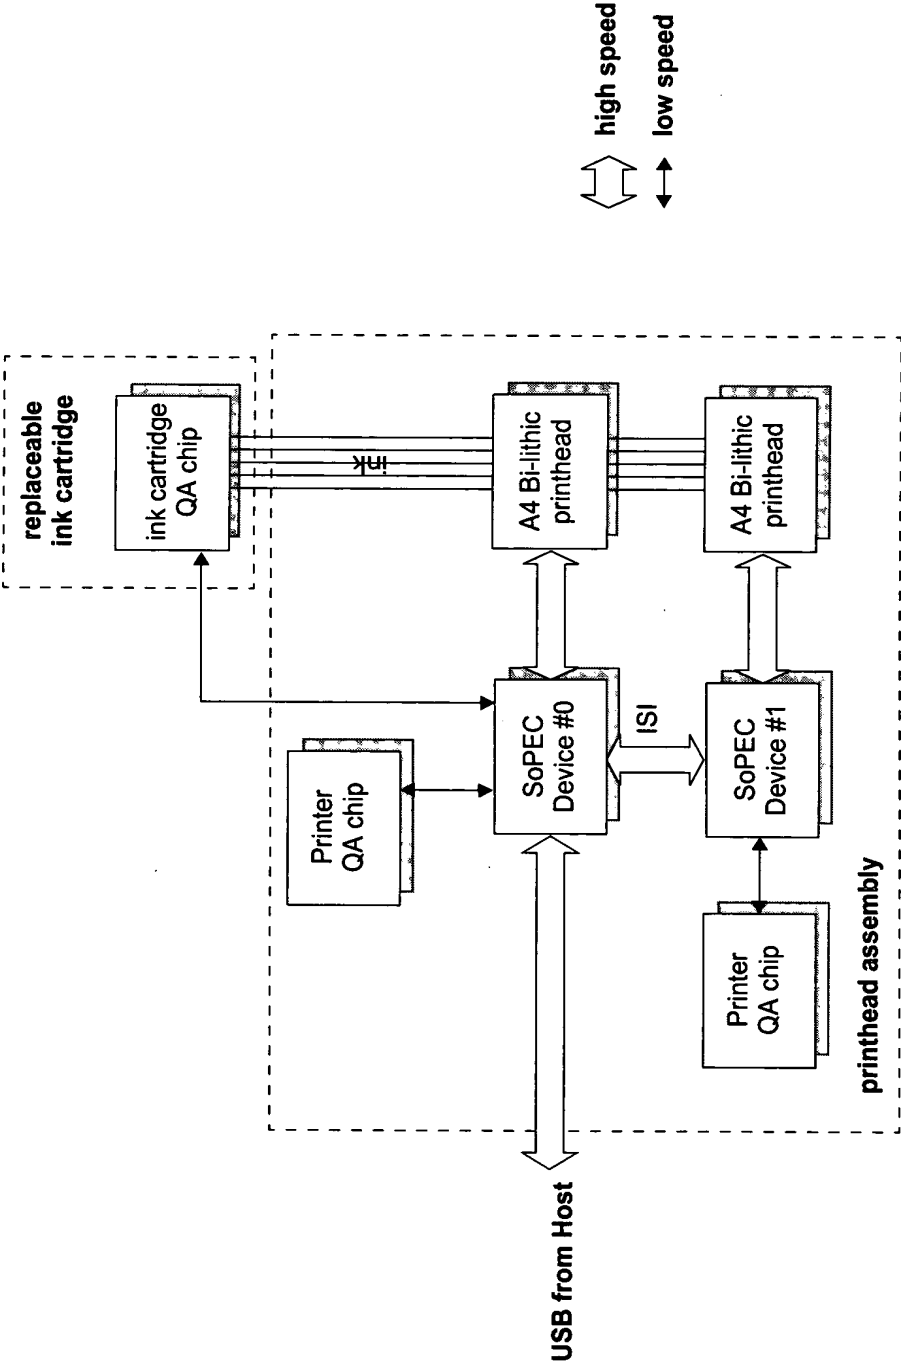 replaceable
ink cartridge
ink cartridge
QA chip
ink
Printer
QA chip
SoPEC
Device #0
A4 Bi-lithic
printhead
USB from Host
ISI
Printer
QA chip
SoPEC
Device #1
A4 Bi-lithic
printhead
printhead assembly
high speed
low speed